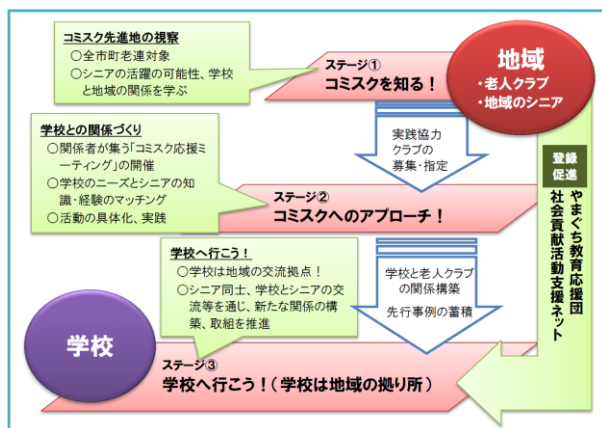 コミスク先進地の視察
○全市町老連対象
○シニアの活躍の可能性、学校
と地域の関係を学ぶ
ステージ①
コミスクを知る!
地域
・老人クラブ
・地域のシニア
実践協力
クラブの
募集・指定
学校との関係づくり
○関係者が集う「コミスク応援ミ
ーティング」の開催
○学校のニーズとシニアの知
識・経験のマッチング
○活動の具体化、実践
ステージ②
コミスクへのアプローチ!
登録
促進
やまぐち教育応援団
社会貢献活動支援ネット
学校へ行こう!
○学校は地域の交流拠点!
○シニア同士、学校とシニアの交
流等を通じ、新たな関係の構
築、取組を推進
学校と老人クラブ
の関係構築
先行事例の蓄積
学校
ステージ③
学校へ行こう!(学校は地域の拠り所)